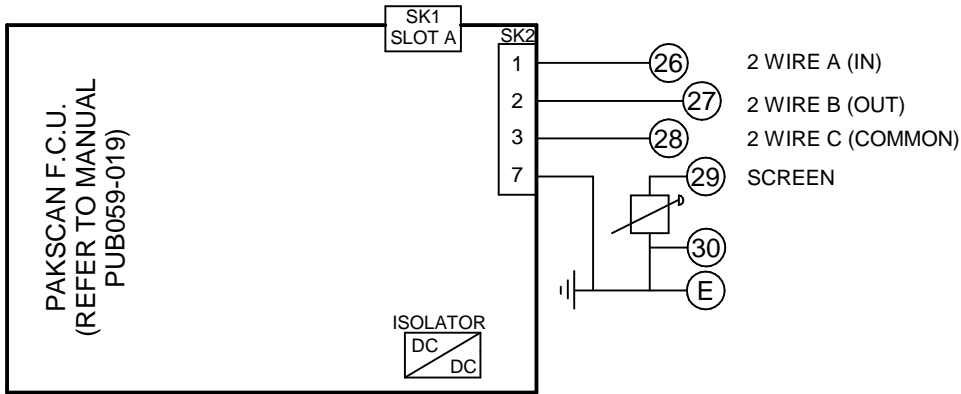 SK1
SLOT A
SK2
1
26
2 WIRE A (IN)
2
27
2 WIRE B (OUT)
3
28
2 WIRE C (COMMON)
7
29
SCREEN
30
E
PAKSCAN F.C.U.
(REFER TO MANUAL
PUB059-019)
ISOLATOR
DC
DC